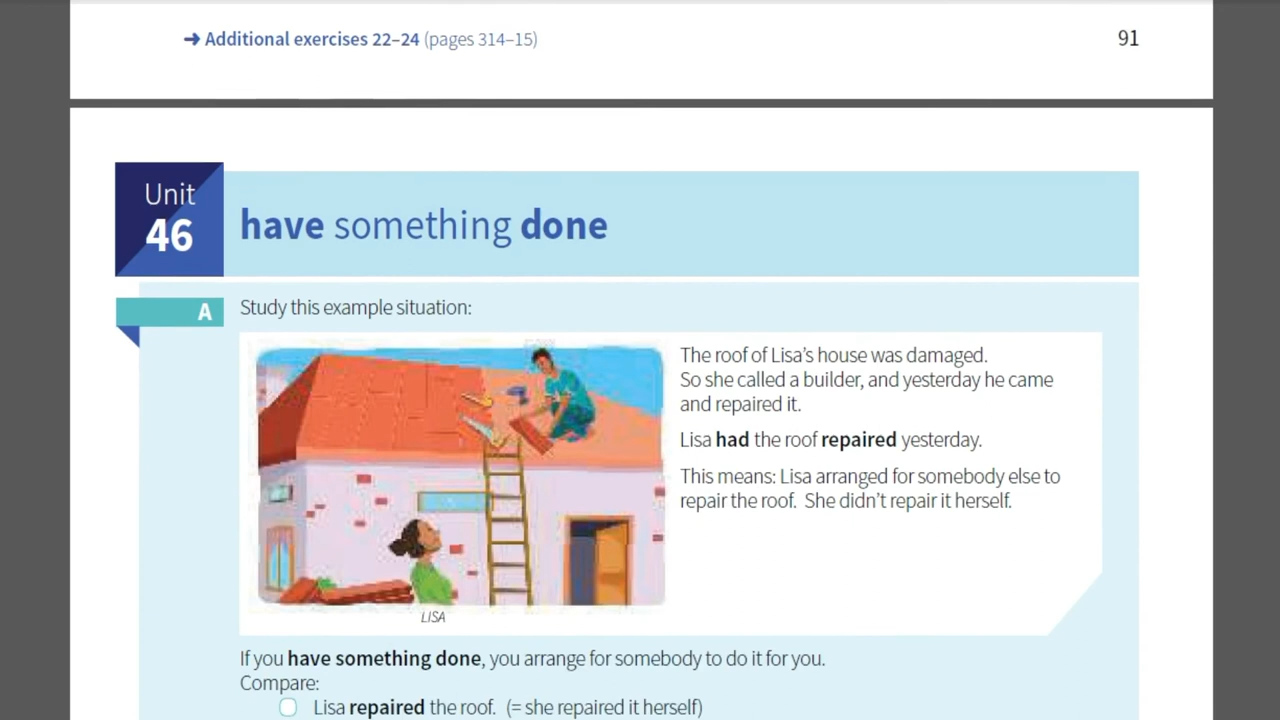 ➜ Additional exercises 22–24 (pages 314–15)
91
Unit
46
have something done
A
Study this example situation:
The roof of Lisa's house was damaged.
So she called a builder, and yesterday he came
and repaired it.
Lisa had the roof repaired yesterday.
This means: Lisa arranged for somebody else to
repair the roof. She didn't repair it herself.
LISA
If you have something done, you arrange for somebody to do it for you.
Compare:
Lisa repaired the roof. (= she repaired it herself)